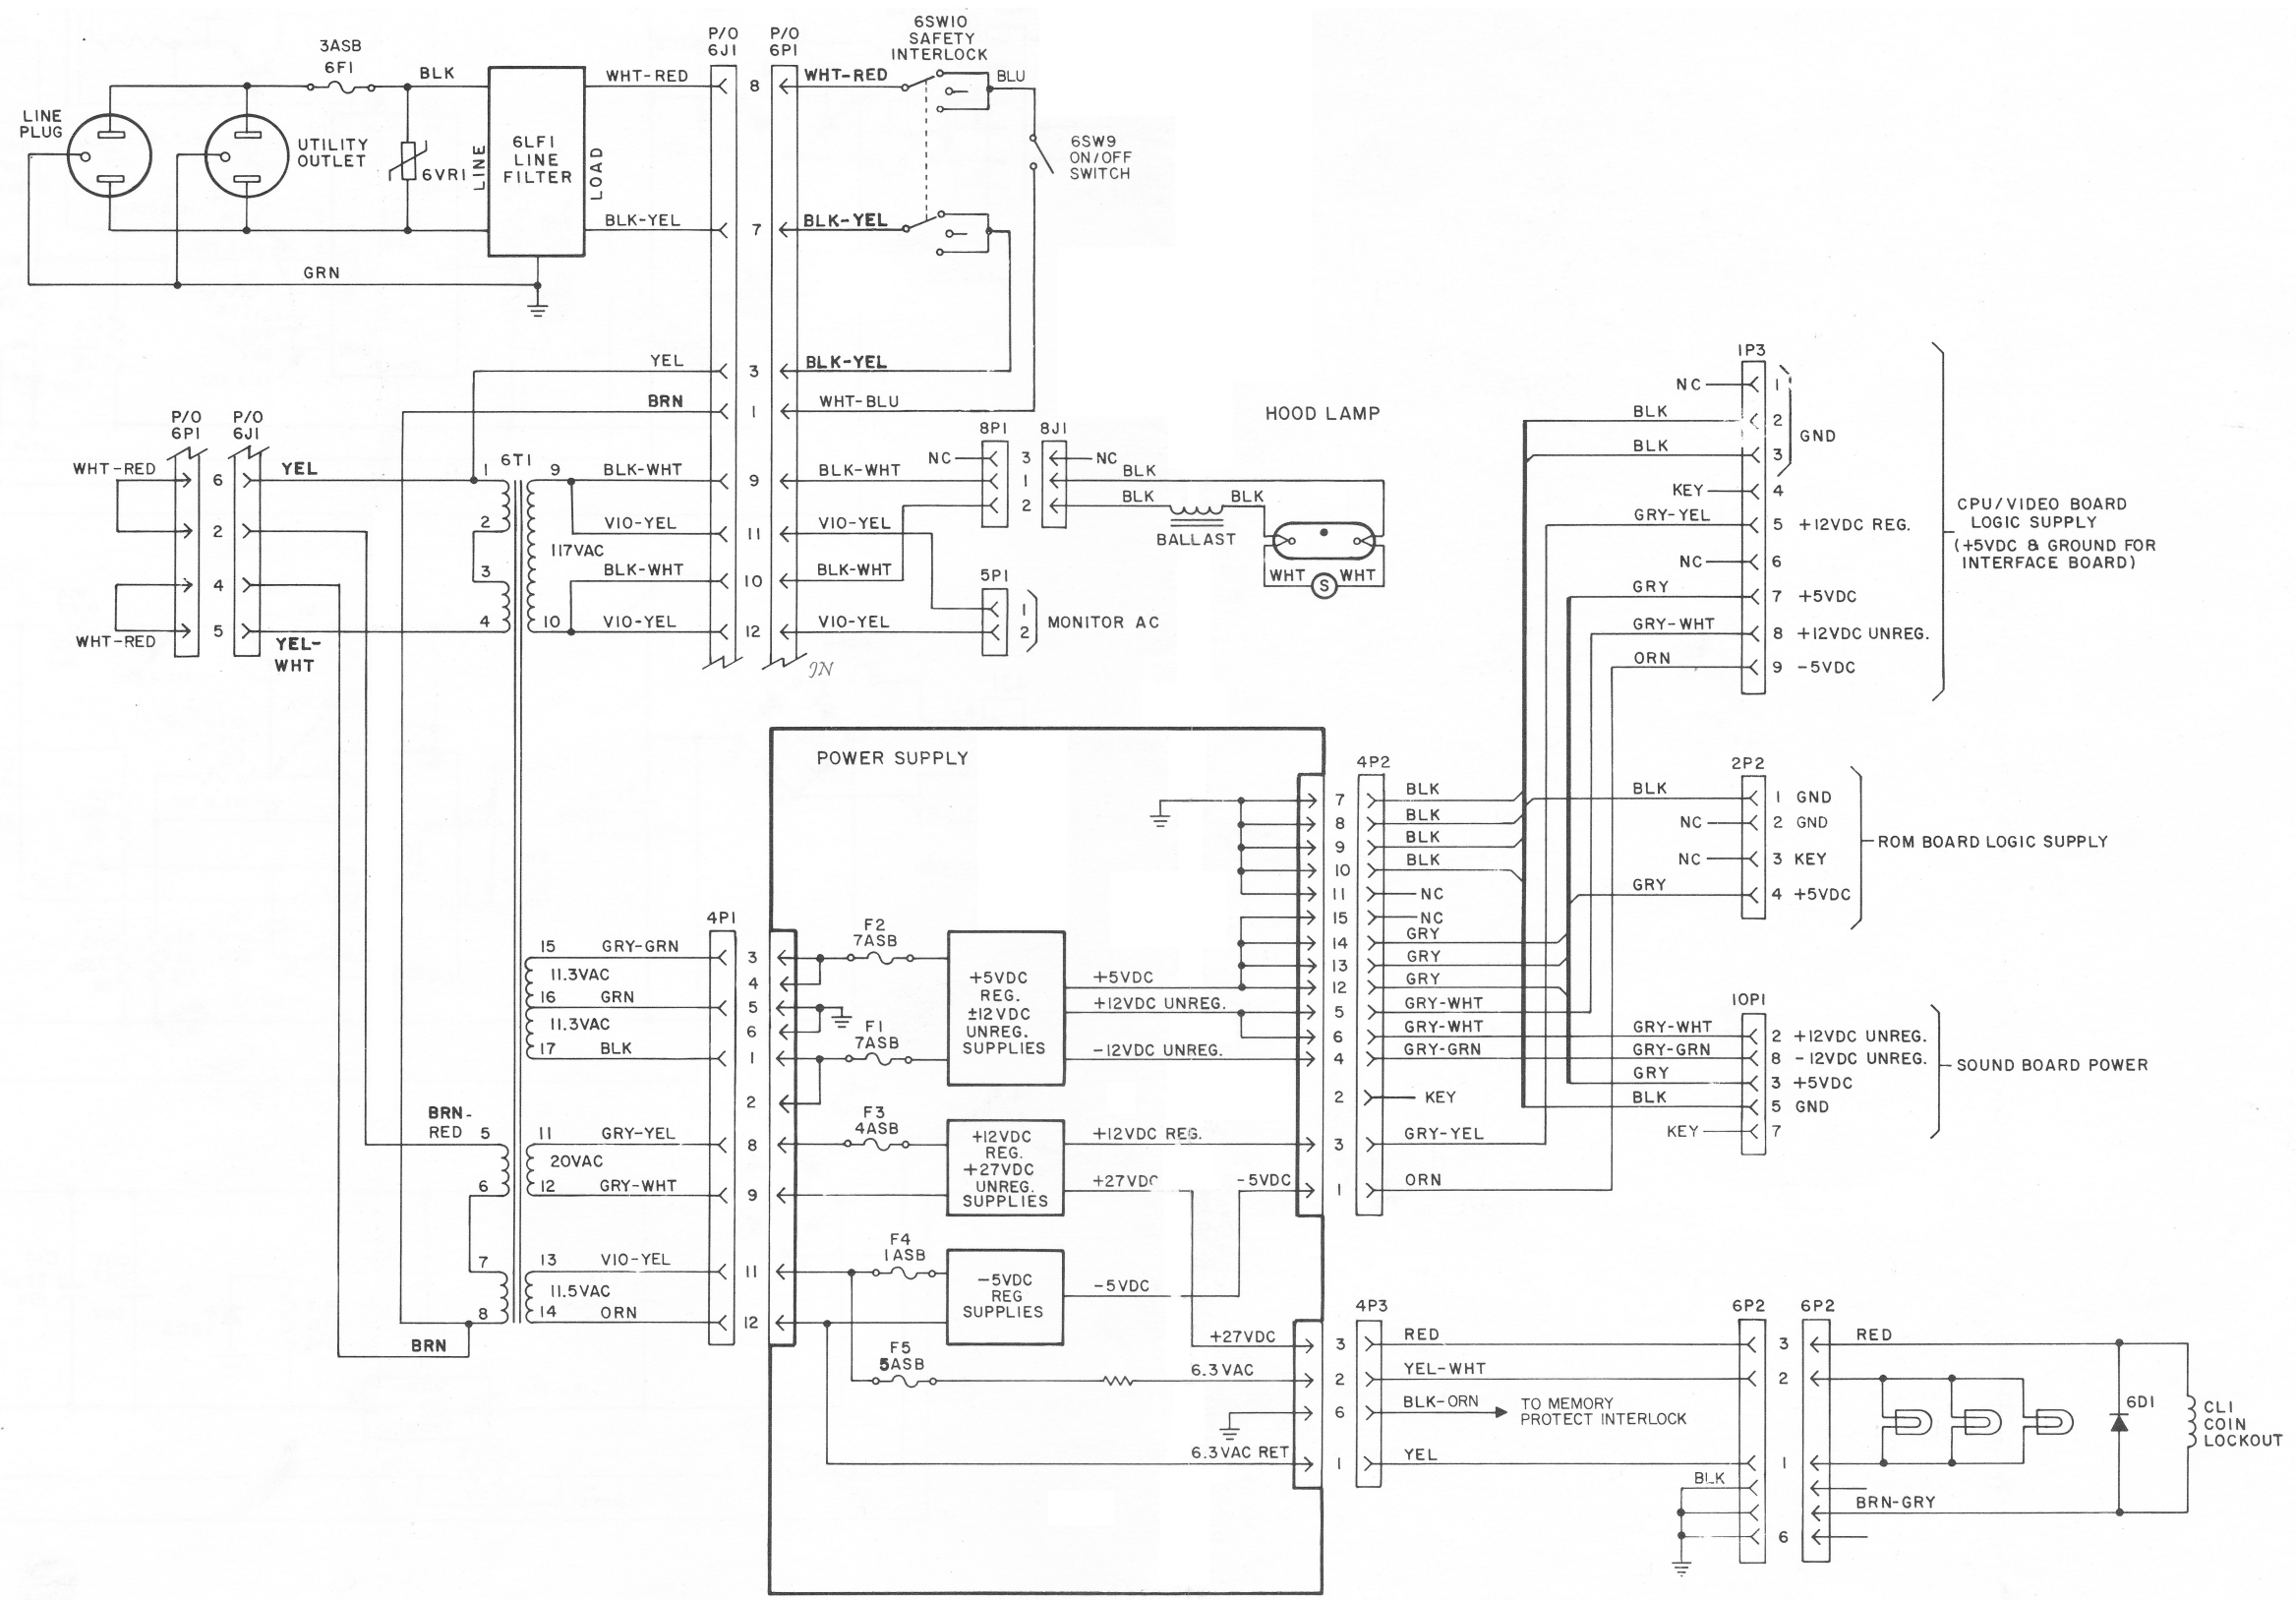 3ASB
6F1
BLK
LINE
PLUG
UTILITY
OUTLET
6VR1
LINE
6LF1
LINE
FILTER
LOAD
GRN
WHT-RED
BLK-YEL
P/O
6J1
P/O
6P1
8
7
3
1
9
11
10
12
6SW10
SAFETY
INTERLOCK
WHT-RED
BLU
6SW9
ON/OFF
SWITCH
BLK-YEL
YEL
BRN
BLK-YEL
WHT-BLU
P/O
6P1
P/O
6J1
WHT-RED
6
2
4
5
WHT-RED
YEL
YEL-
WHT
6T1
1
2
3
4
9
117VAC
10
BLK-WHT
VIO-YEL
BLK-WHT
VIO-YEL
BLK-WHT
VIO-YEL
BLK-WHT
VIO-YEL
JN
HOOD LAMP
8P1
8J1
NC
3
NC
1
BLK
2
BLK
BLK
BALLAST
WHT
S
WHT
5P1
1
2
MONITOR AC
1P3
NC
1
BLK
2
GND
BLK
3
KEY
4
GRY-YEL
5
+12VDC REG.
NC
6
GRY
7
+5VDC
GRY-WHT
8
+12VDC UNREG.
ORN
9
-5VDC
CPU/VIDEO BOARD
LOGIC SUPPLY
(+5VDC & GROUND FOR
INTERFACE BOARD)
2P2
BLK
1 GND
NC
2 GND
NC
3 KEY
GRY
4 +5VDC
ROM BOARD LOGIC SUPPLY
10P1
GRY-WHT
2 +12VDC UNREG.
GRY-GRN
8 -12VDC UNREG.
GRY
3 +5VDC
BLK
5 GND
KEY
7
SOUND BOARD POWER
POWER SUPPLY
4P2
7
BLK
8
BLK
9
BLK
10
BLK
11
NC
15
NC
14
GRY
13
GRY
12
GRY
5
GRY-WHT
6
GRY-WHT
4
GRY-GRN
2
KEY
3
GRY-YEL
1
ORN
4P1
15
GRY-GRN
11.3VAC
16
GRN
11.3VAC
17
BLK
3
4
5
6
1
2
8
9
11
12
F2
7ASB
F1
7ASB
+5VDC
REG.
±12VDC
UNREG.
SUPPLIES
+5VDC
+12VDC UNREG.
-12VDC UNREG.
BRN-
RED
5
6
7
8
BRN
11
GRY-YEL
20VAC
12
GRY-WHT
13
VIO-YEL
11.5VAC
14
ORN
F3
4ASB
+12VDC
REG.
+27VDC
UNREG.
SUPPLIES
+12VDC REG.
+27VDC
-5VDC
F4
1ASB
-5VDC
REG
SUPPLIES
-5VDC
F5
5ASB
+27VDC
6.3VAC
6.3VAC RET
4P3
3
RED
2
YEL-WHT
6
BLK-ORN
TO MEMORY
PROTECT INTERLOCK
1
YEL
6P2
6P2
3
RED
2
1
BLK
BRN-GRY
6
6D1
CL1
COIN
LOCKOUT